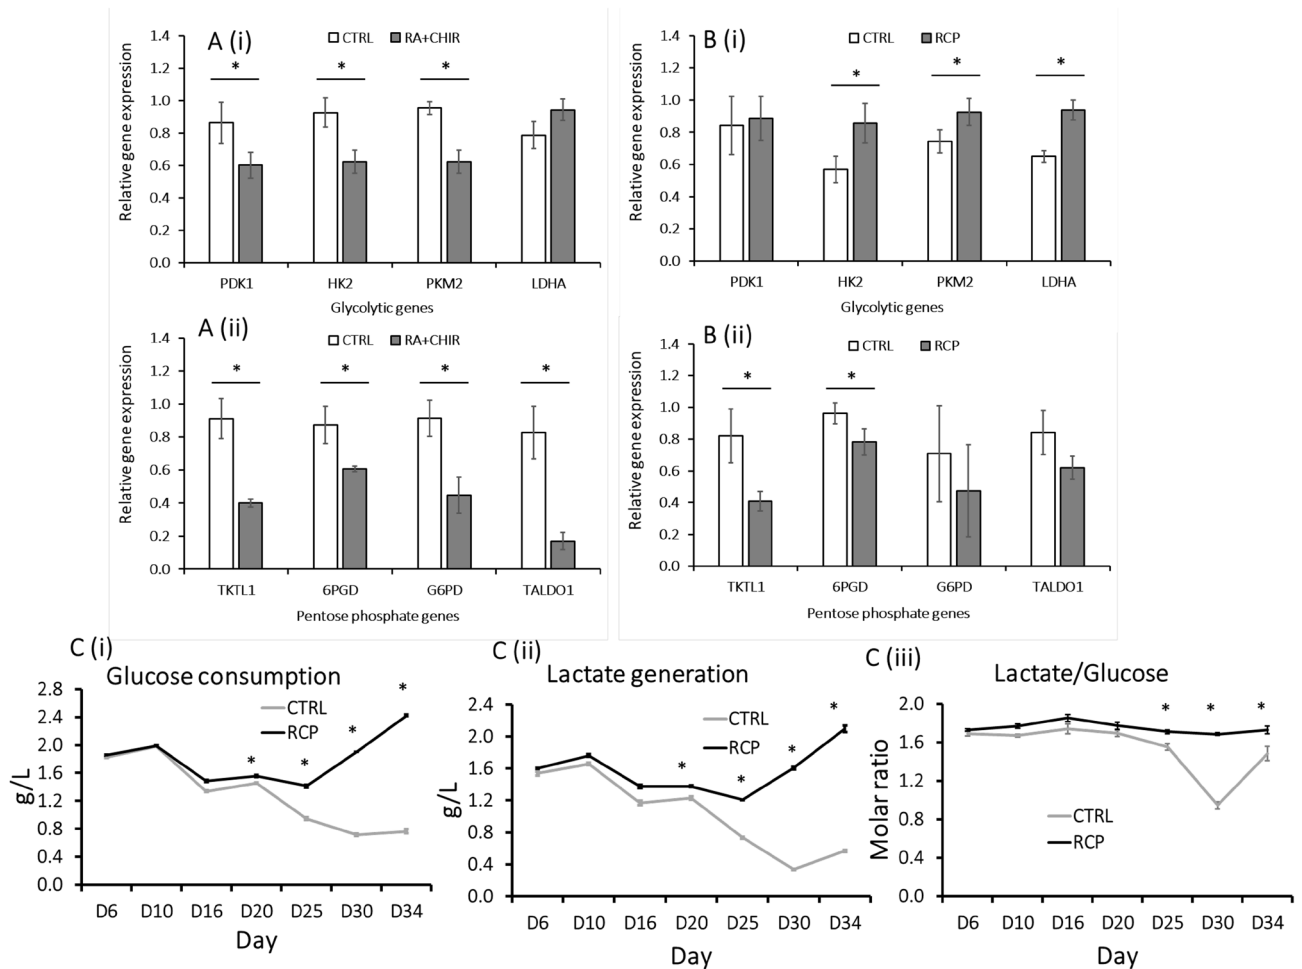 A (i)
CTRL RA+CHIR
Relative gene expression
1.4
1.2
1.0
0.8
0.6
0.4
0.2
0.0
* * *
PDK1 HK2 PKM2 LDHA
Glycolytic genes
B (i)
CTRL RCP
Relative gene expression
1.4
1.2
1.0
0.8
0.6
0.4
0.2
0.0
* * *
PDK1 HK2 PKM2 LDHA
Glycolytic genes
A (ii)
CTRL RA+CHIR
Relative gene expression
1.4
1.2
1.0
0.8
0.6
0.4
0.2
0.0
* * * *
TKTL1 6PGD G6PD TALDO1
Pentose phosphate genes
B (ii)
CTRL RCP
Relative gene expression
1.4
1.2
1.0
0.8
0.6
0.4
0.2
0.0
* *
TKTL1 6PGD G6PD TALDO1
Pentose phosphate genes
C (i)
Glucose consumption
CTRL
RCP
g/L
2.8
2.4
2.0
1.6
1.2
0.8
0.4
0.0
* * * *
D6 D10 D16 D20 D25 D30 D34
Day
C (ii)
Lactate generation
CTRL
RCP
g/L
2.4
2.0
1.6
1.2
0.8
0.4
0.0
* * * *
D6 D10 D16 D20 D25 D30 D34
Day
C (iii)
Lactate/Glucose
Molar ratio
2.0
1.6
1.2
0.8
0.4
0.0
* * *
CTRL
RCP
D6 D10 D16 D20 D25 D30 D34
Day